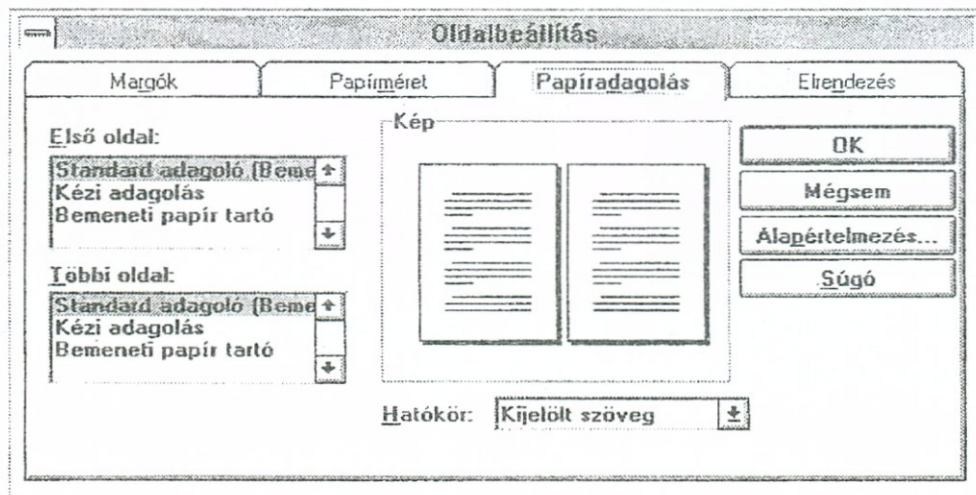 Oldalbeállítás
Margók
Papírméret
Papíradagolás
Elrendezés
Első oldal:
Standard adagoló (Beme
Kézi adagolás
Bemeneti papír tartó
Többi oldal:
Standard adagoló (Beme
Kézi adagolás
Bemeneti papír tartó
Kép
Hatókör: Kijelölt szöveg
OK
Mégsem
Alapértelmezés...
Súgó